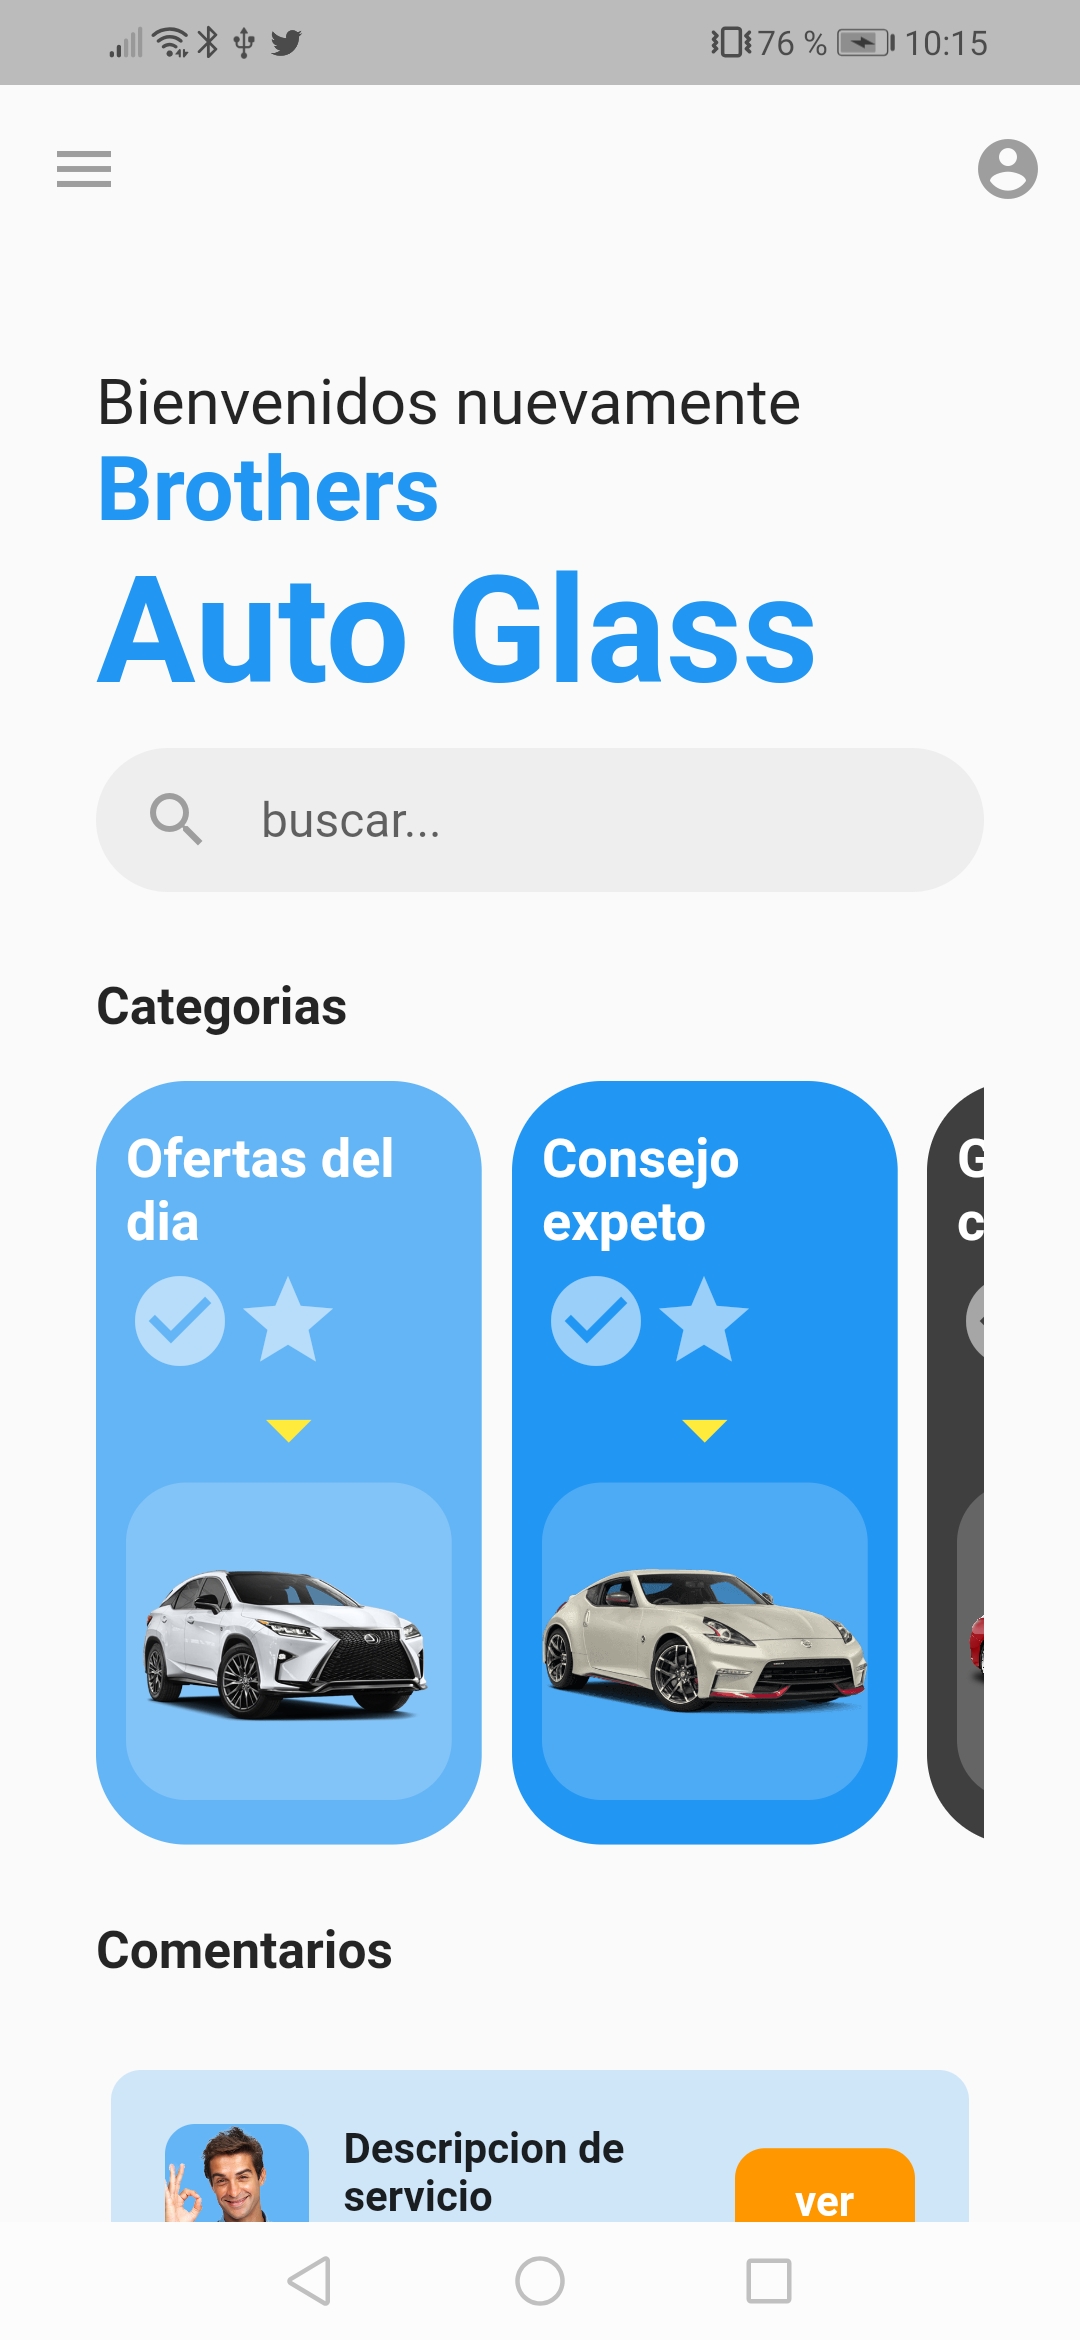 76 % 10:15
Bienvenidos nuevamente
Brothers
Auto Glass
buscar...
Categorias
Ofertas del
dia
Consejo
expeto
G
c
Comentarios
Descripcion de
servicio
ver